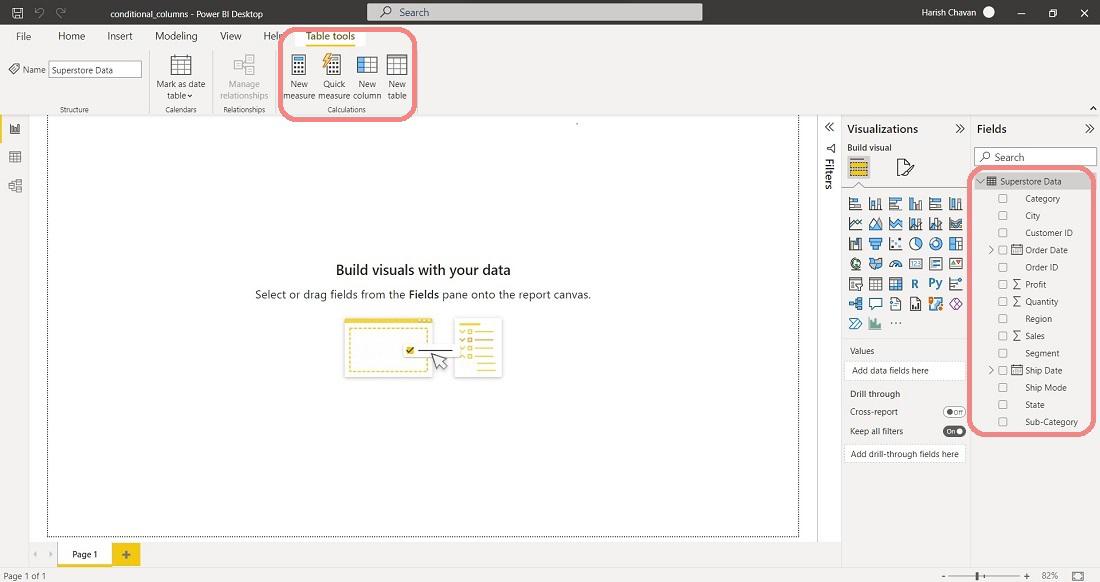 conditional_columns - Power BI Desktop
Search
Harish Chavan
File Home Insert Modeling View Help Table tools
Name Superstore Data
Mark as date
table
Manage
relationships
New
measure
Quick
measure
New
column
New
table
Structure Calendars Relationships Calculations
Build visuals with your data
Select or drag fields from the Fields pane onto the report canvas.
Filters
Visualizations
Build visual
123
R
Py
...
Values
Add data fields here
Drill through
Cross-report Off
Keep all filters On
Add drill-through fields here
Fields
Search
Superstore Data
Category
City
Customer ID
Order Date
Order ID
Profit
Quantity
Region
Sales
Segment
Ship Date
Ship Mode
State
Sub-Category
Page 1
+
Page 1 of 1
- + 82%